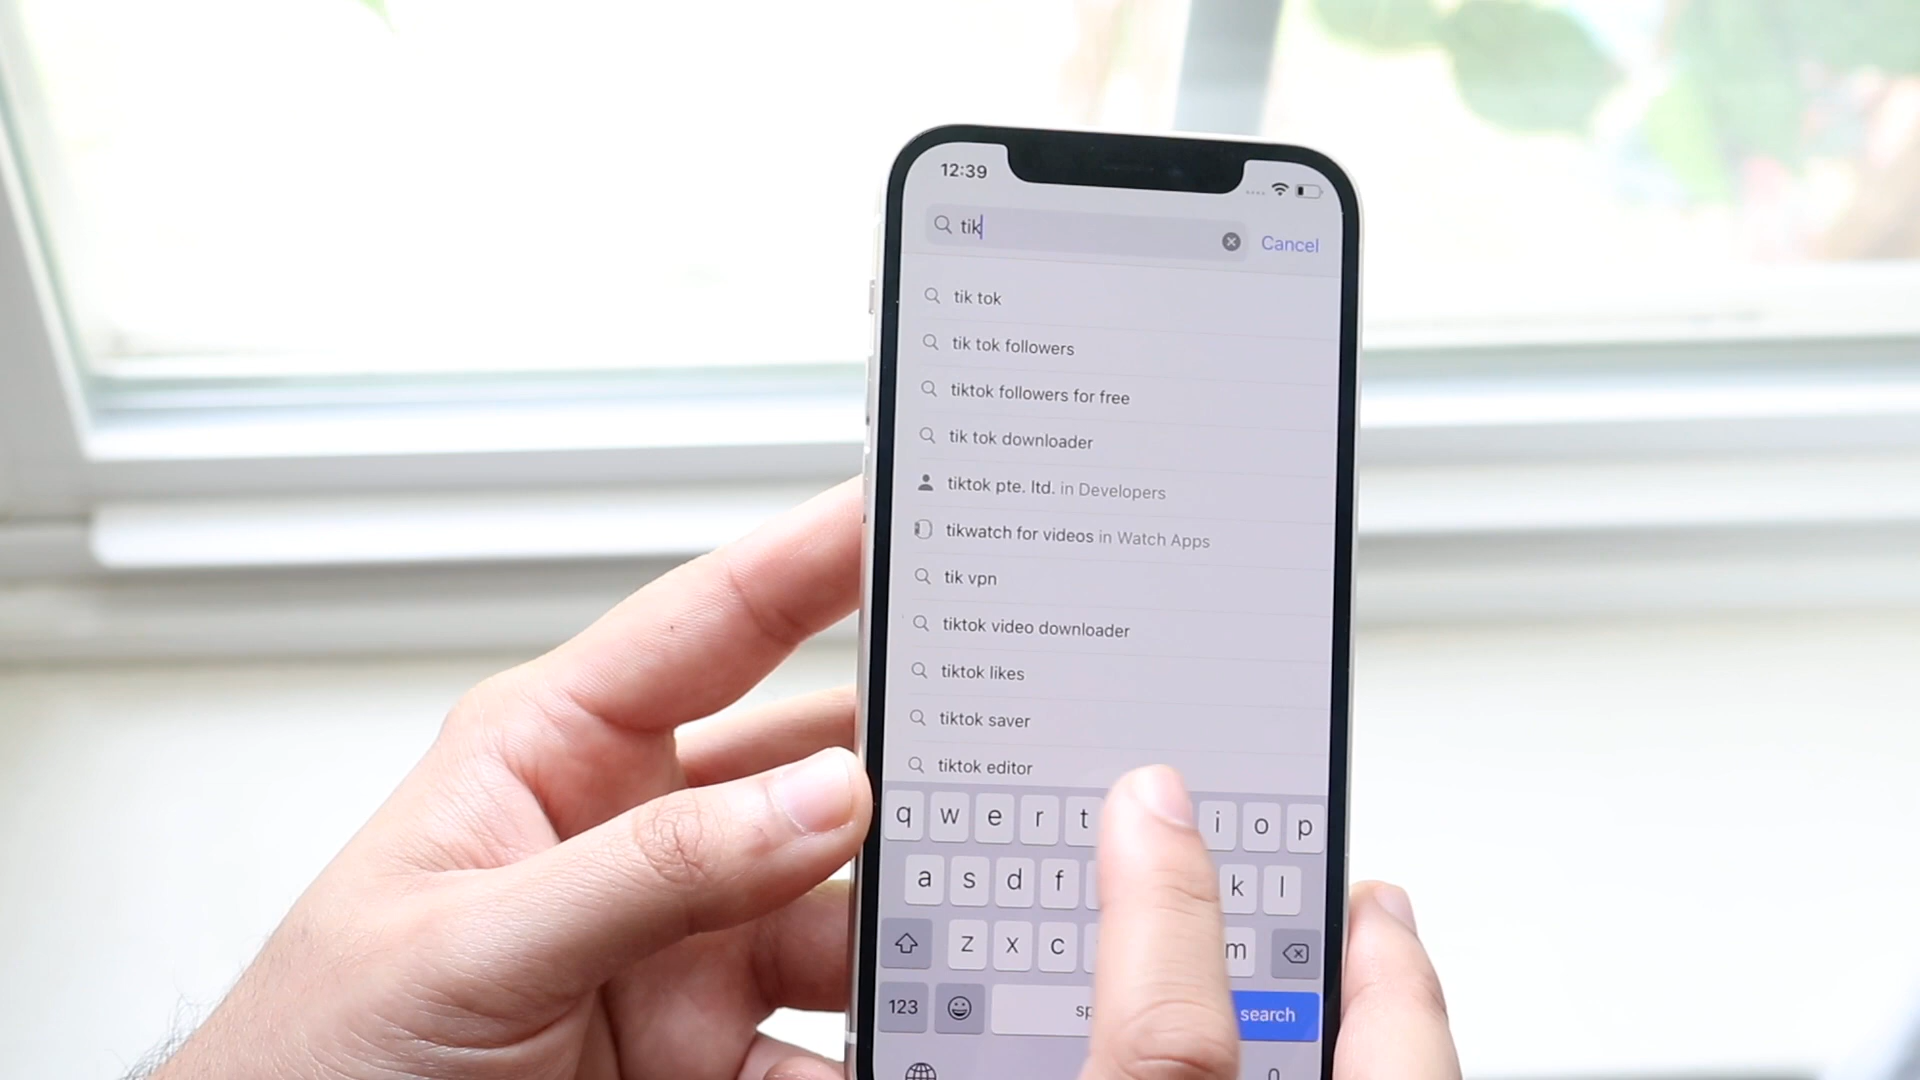 12:39
tik
Cancel
tik tok
tik tok followers
tiktok followers for free
tik tok downloader
tiktok pte. ltd. in Developers
tikwatch for videos in Watch Apps
tik vpn
tiktok video downloader
tiktok likes
tiktok saver
tiktok editor
q w e r t i o p
a s d f k l
z x c m
123
search